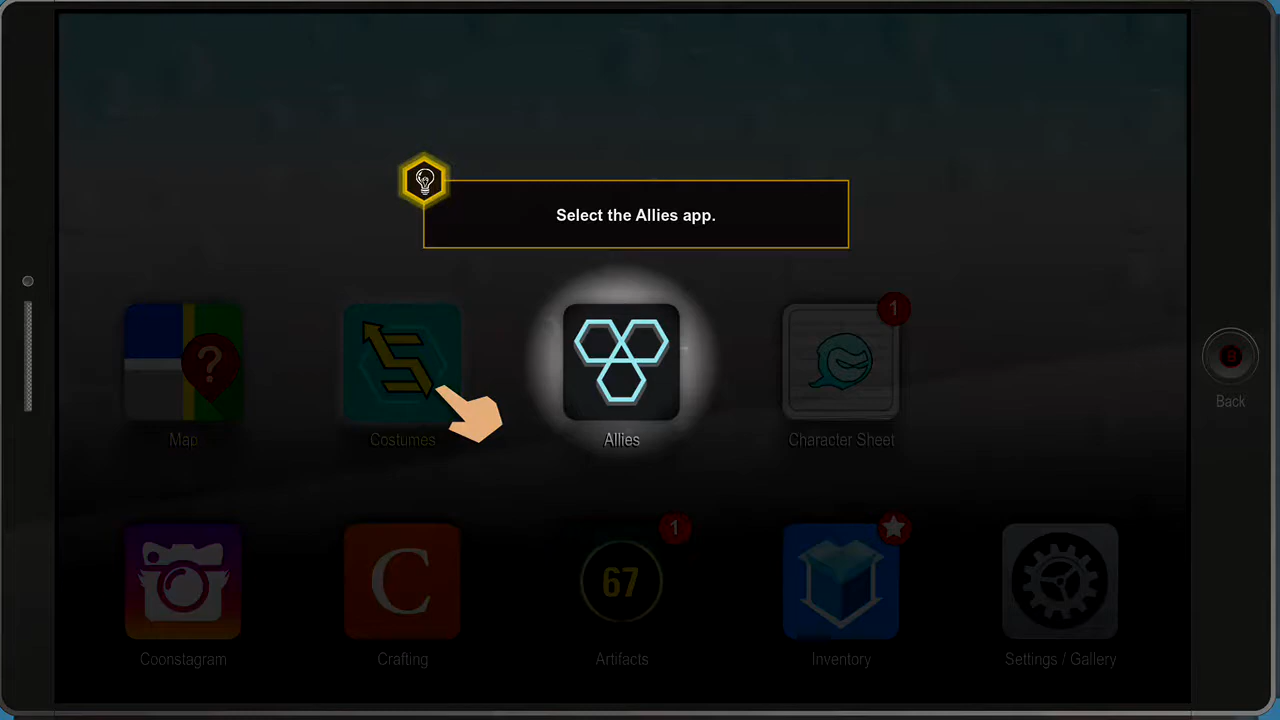 Select the Allies app.
?
1
Map
Costumes
Allies
Character Sheet
B
Back
C
1
67
Coonstagram
Crafting
Artifacts
Inventory
Settings / Gallery